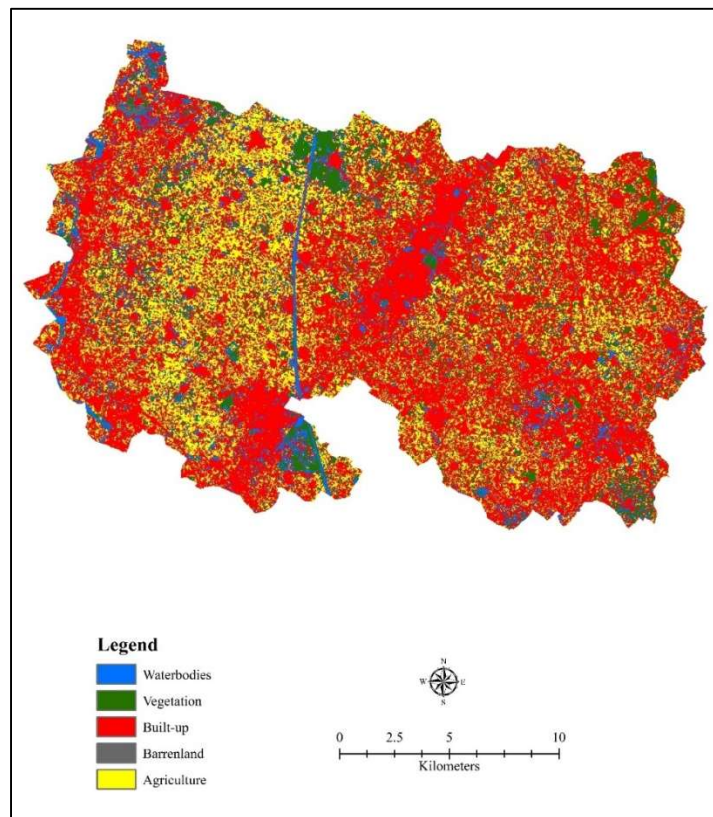 Legend
Waterbodies
Vegetation
Built-up
Barrenland
Agriculture
N
W E
S
0 2.5 5 10
Kilometers